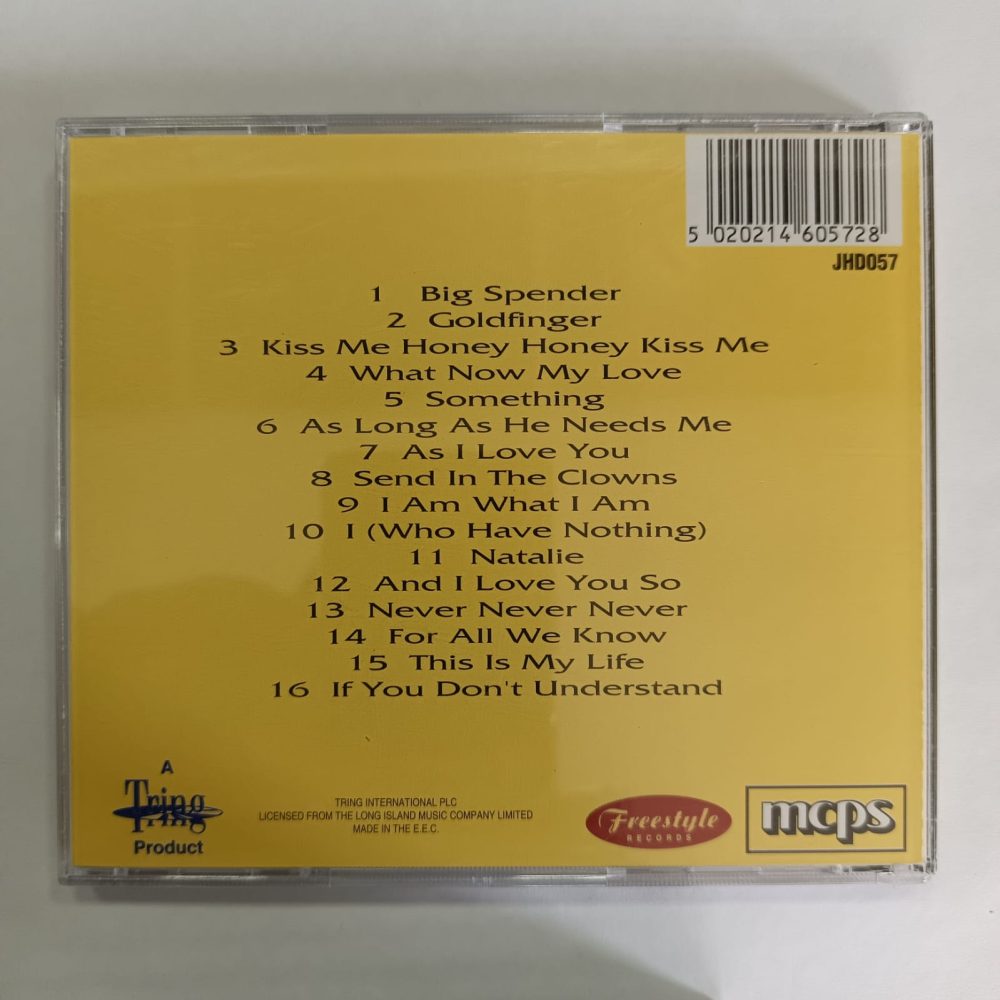 5 020214 605728
JHD057
1 Big Spender
2 Goldfinger
3 Kiss Me Honey Honey Kiss Me
4 What Now My Love
5 Something
6 As Long As He Needs Me
7 As I Love You
8 Send In The Clowns
9 I Am What I Am
10 I (Who Have Nothing)
11 Natalie
12 And I Love You So
13 Never Never Never
14 For All We Know
15 This Is My Life
16 If You Don't Understand
A
Tring
Product
TRING INTERNATIONAL PLC
LICENSED FROM THE LONG ISLAND MUSIC COMPANY LIMITED
MADE IN THE E.E.C.
Freestyle
RECORDS
mcps